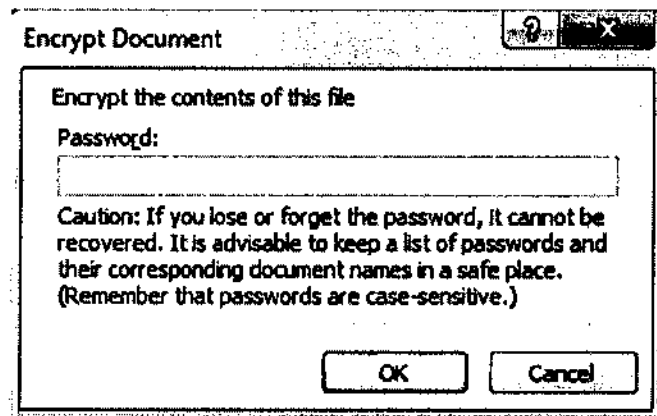 Encrypt Document
Encrypt the contents of this file
Password:
Caution: If you lose or forget the password, it cannot be
recovered. It is advisable to keep a list of passwords and
their corresponding document names in a safe place.
(Remember that passwords are case-sensitive.)
OK
Cancel